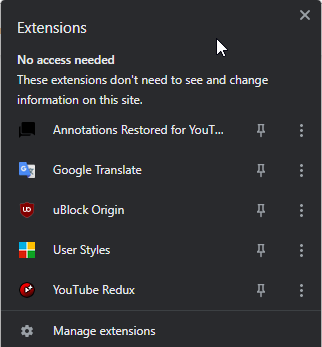 Extensions
No access needed
These extensions don't need to see and change
information on this site.
Annotations Restored for YouT...
Google Translate
uBlock Origin
User Styles
YouTube Redux
Manage extensions